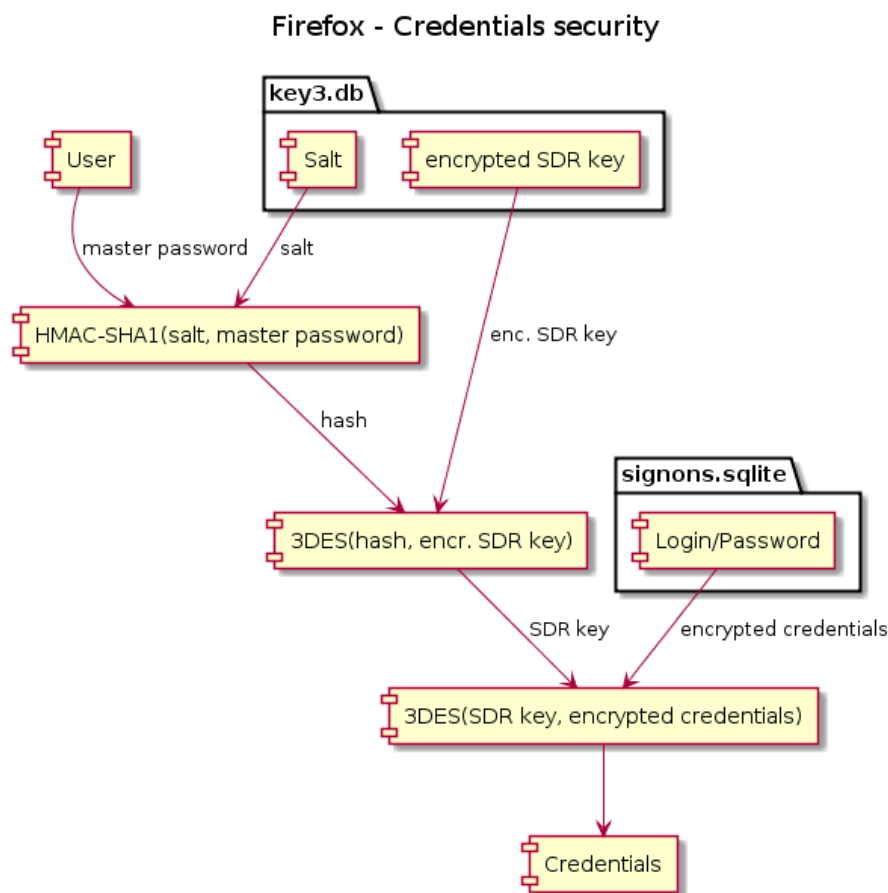 Firefox - Credentials security
key3.db
User
Salt
encrypted SDR key
master password
salt
HMAC-SHA1(salt, master password)
enc. SDR key
hash
signons.sqlite
3DES(hash, encr. SDR key)
Login/Password
SDR key
encrypted credentials
3DES(SDR key, encrypted credentials)
Credentials